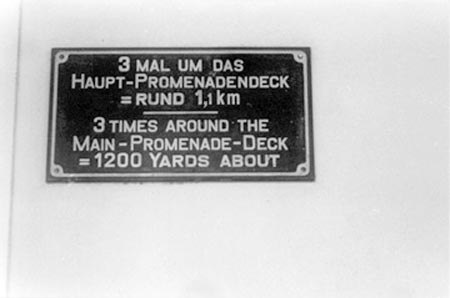 3 MAL UM DAS
HAUPT-PROMENADENDECK
=RUND 1,1 km
3 TIMES AROUND THE
MAIN-PROMENADE-DECK
=1200 YARDS ABOUT